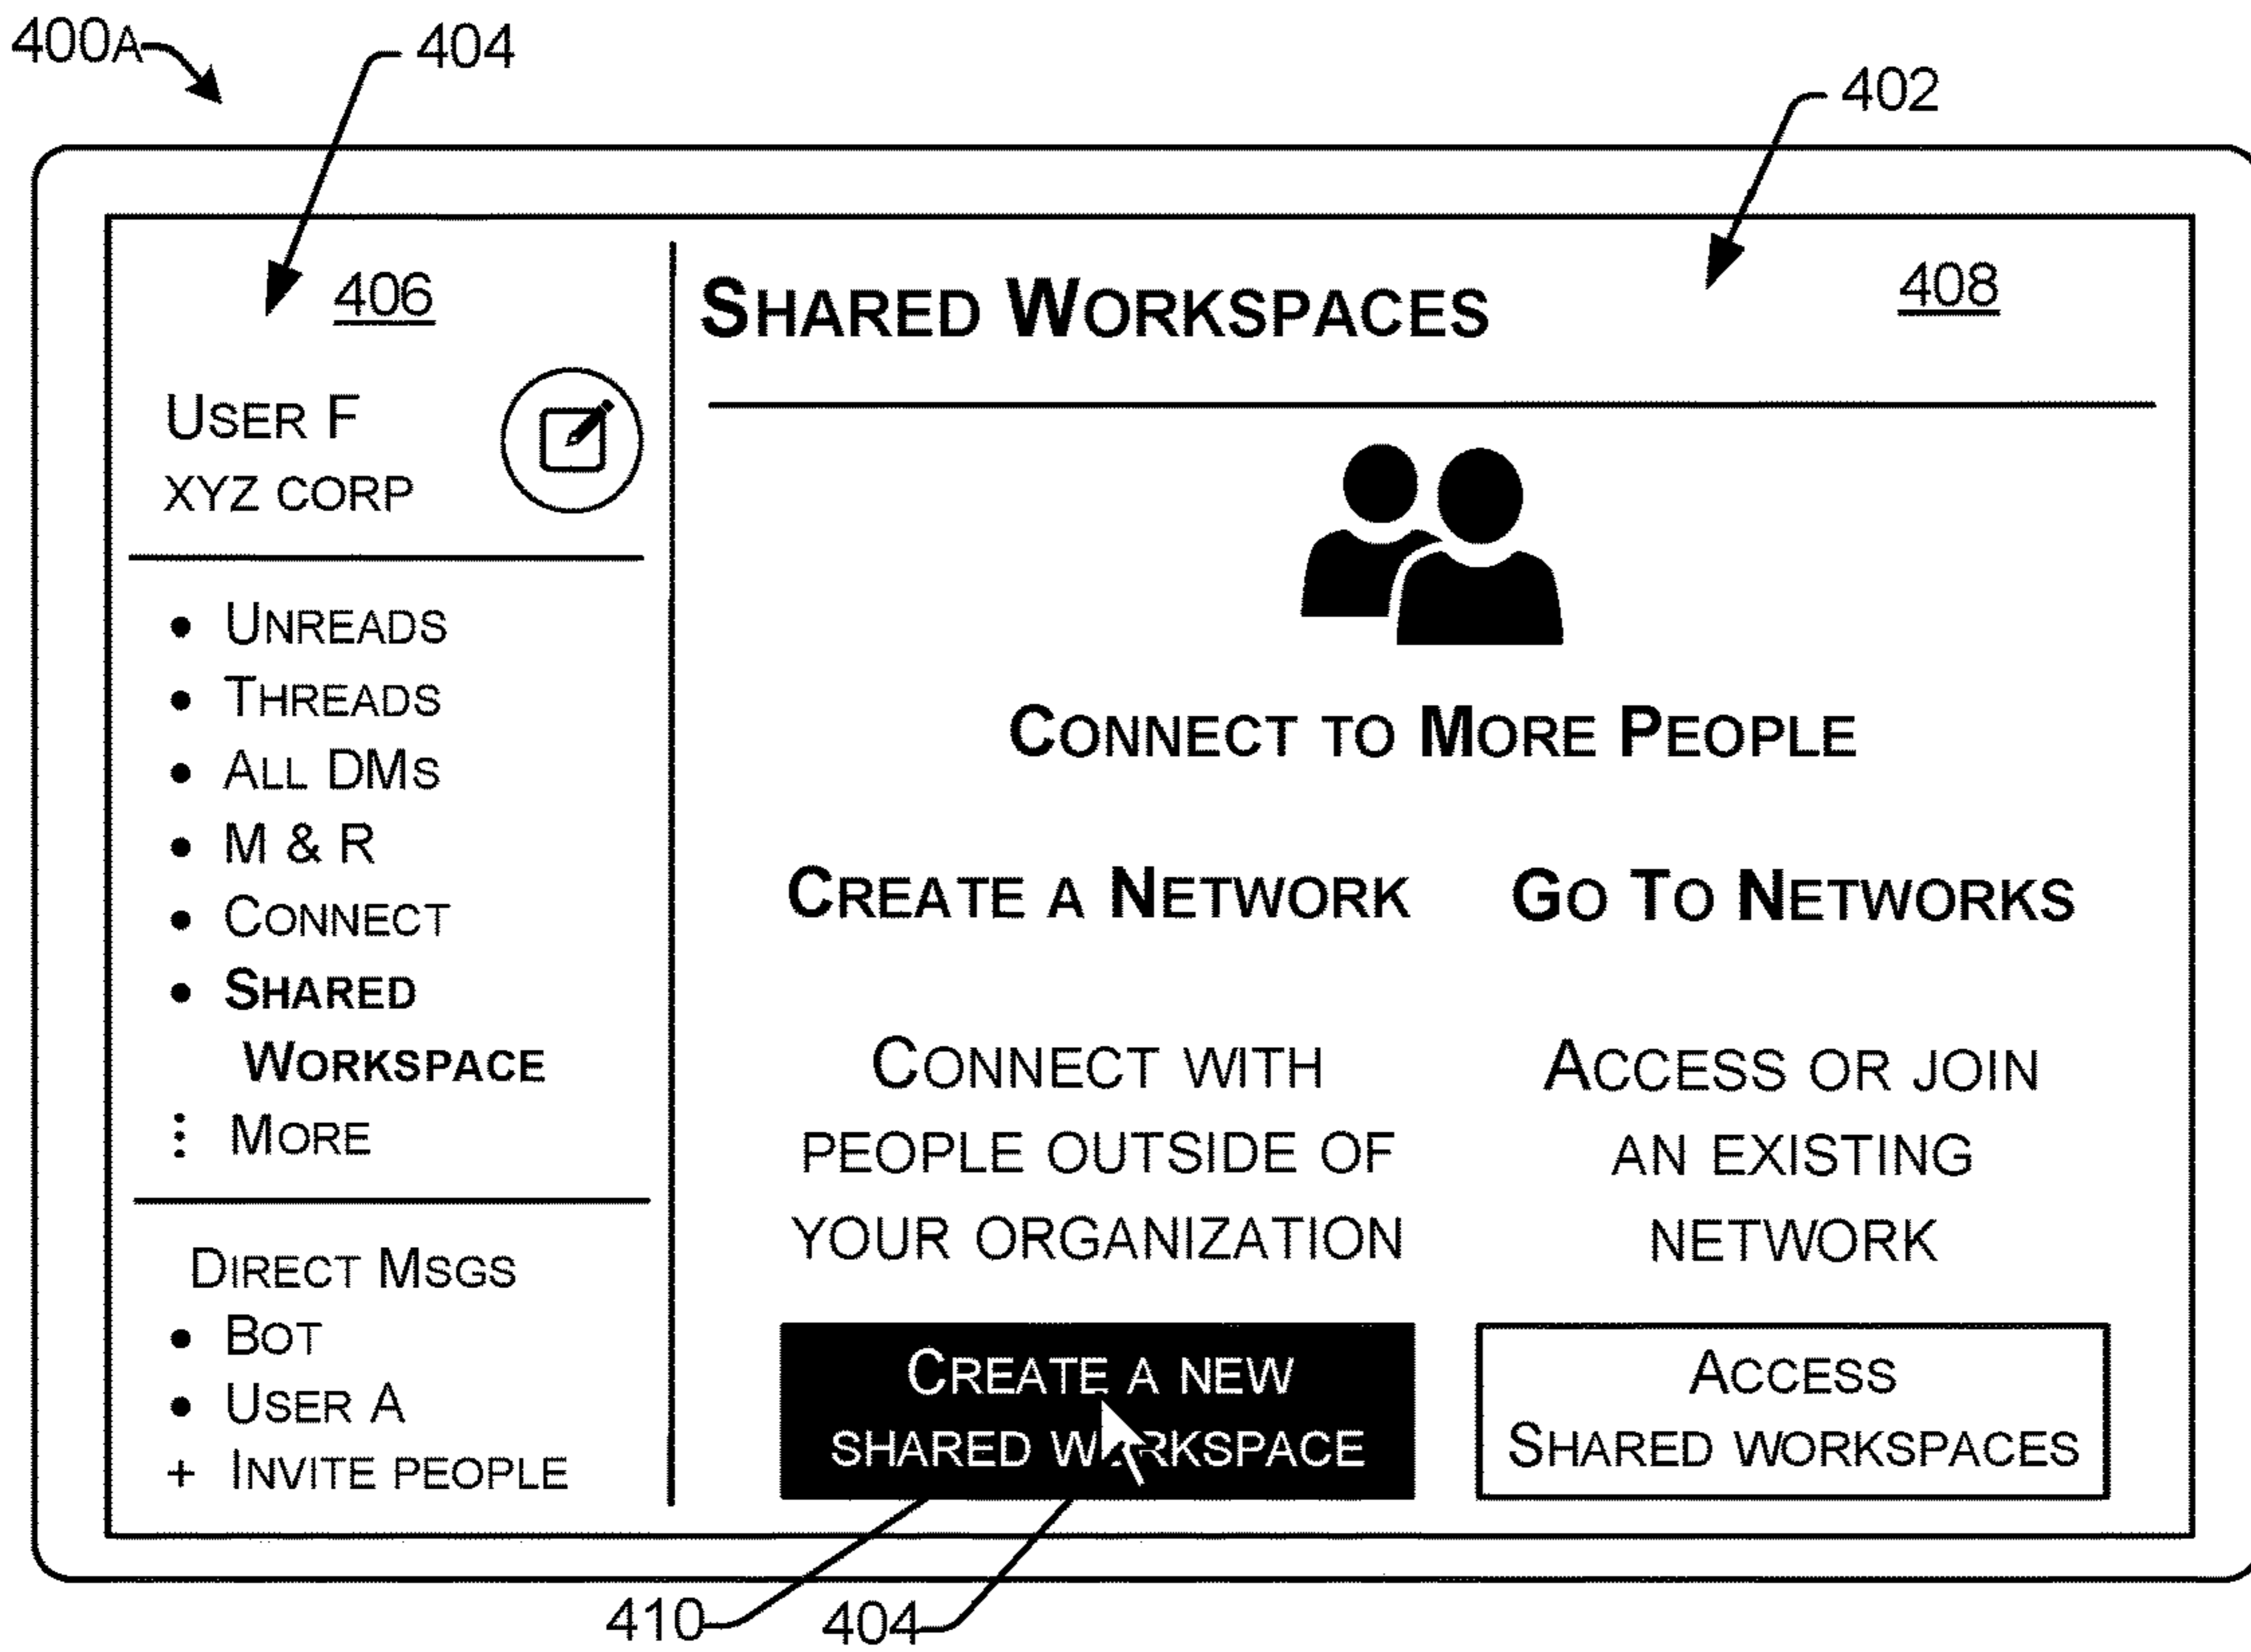 400A
404
402
406
USER F
XYZ CORP
• UNREADS
• THREADS
• ALL DMS
• M & R
• CONNECT
• SHARED
WORKSPACE
⋮ MORE
DIRECT MSGS
• BOT
• USER A
+ INVITE PEOPLE
SHARED WORKSPACES
408
CONNECT TO MORE PEOPLE
CREATE A NETWORK
CONNECT WITH
PEOPLE OUTSIDE OF
YOUR ORGANIZATION
CREATE A NEW
SHARED WORKSPACE
GO TO NETWORKS
ACCESS OR JOIN
AN EXISTING
NETWORK
ACCESS
SHARED WORKSPACES
410
404